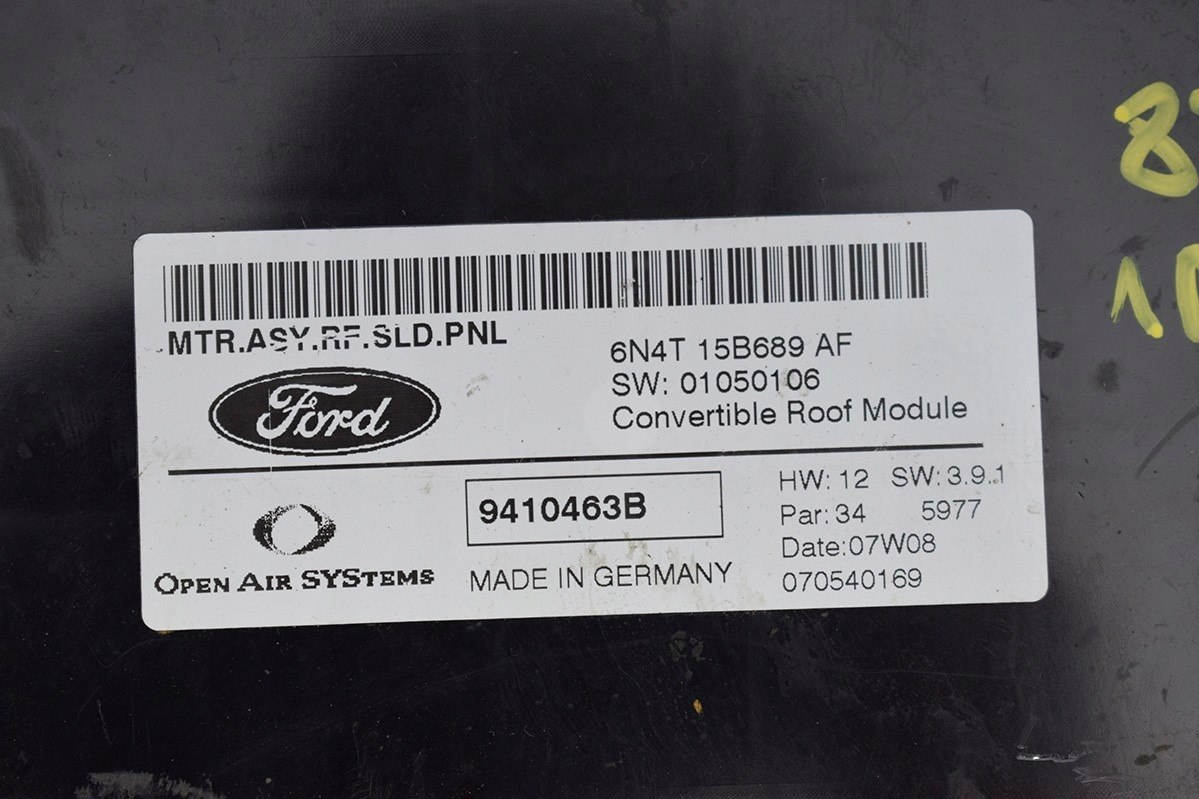 MTR.ASY.RF.SLD.PNL
6N4T 15B689 AF
SW: 01050106
Convertible Roof Module
Ford
9410463B
HW: 12 SW: 3.9.1
Par: 34 5977
Date:07W08
070540169
OPEN AIR SYSTEMS
MADE IN GERMANY